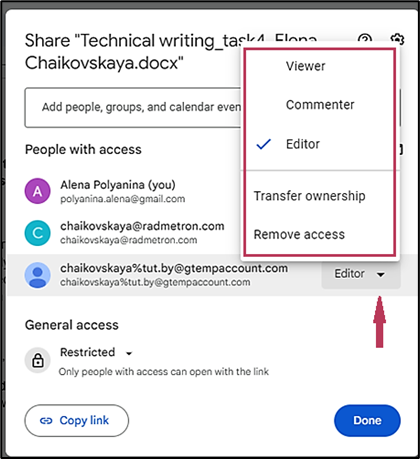 Share "Technical writing_task4_Elena
Chaikovskaya.docx"
Viewer
Commenter
Editor
Transfer ownership
Remove access
Add people, groups, and calendar even
People with access
A
Alena Polyanina (you)
polyanina.alena@gmail.com
C
chaikovskaya@radmetron.com
chaikovskaya@radmetron.com
chaikovskaya%tut.by@gtempaccount.com
chaikovskaya%tut.by@gtempaccount.com
Editor
General access
Restricted
Only people with access can open with the link
Copy link
Done